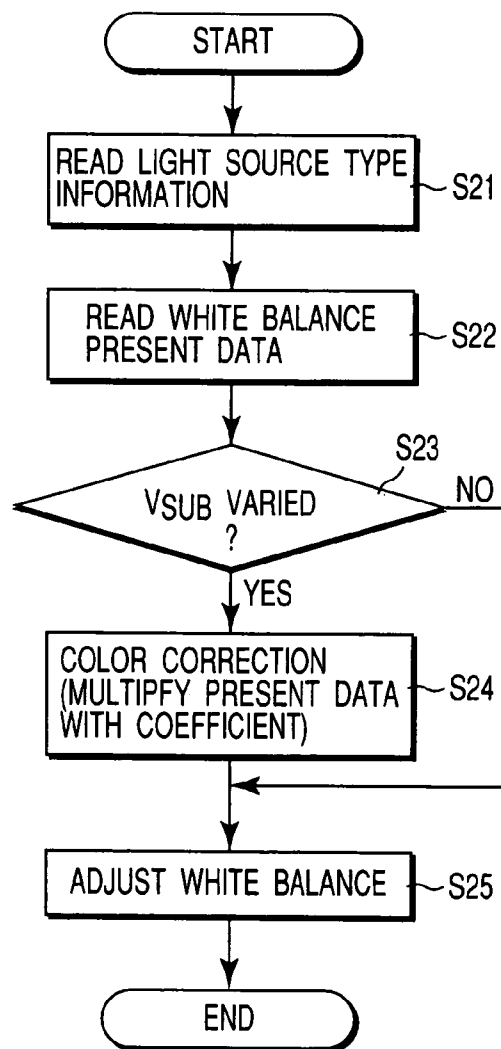 START
READ LIGHT SOURCE TYPE
INFORMATION
S21
READ WHITE BALANCE
PRESENT DATA
S22
S23
VSUB VARIED
?
NO
YES
COLOR CORRECTION
(MULTIPFY PRESENT DATA
WITH COEFFICIENT)
S24
ADJUST WHITE BALANCE
S25
END